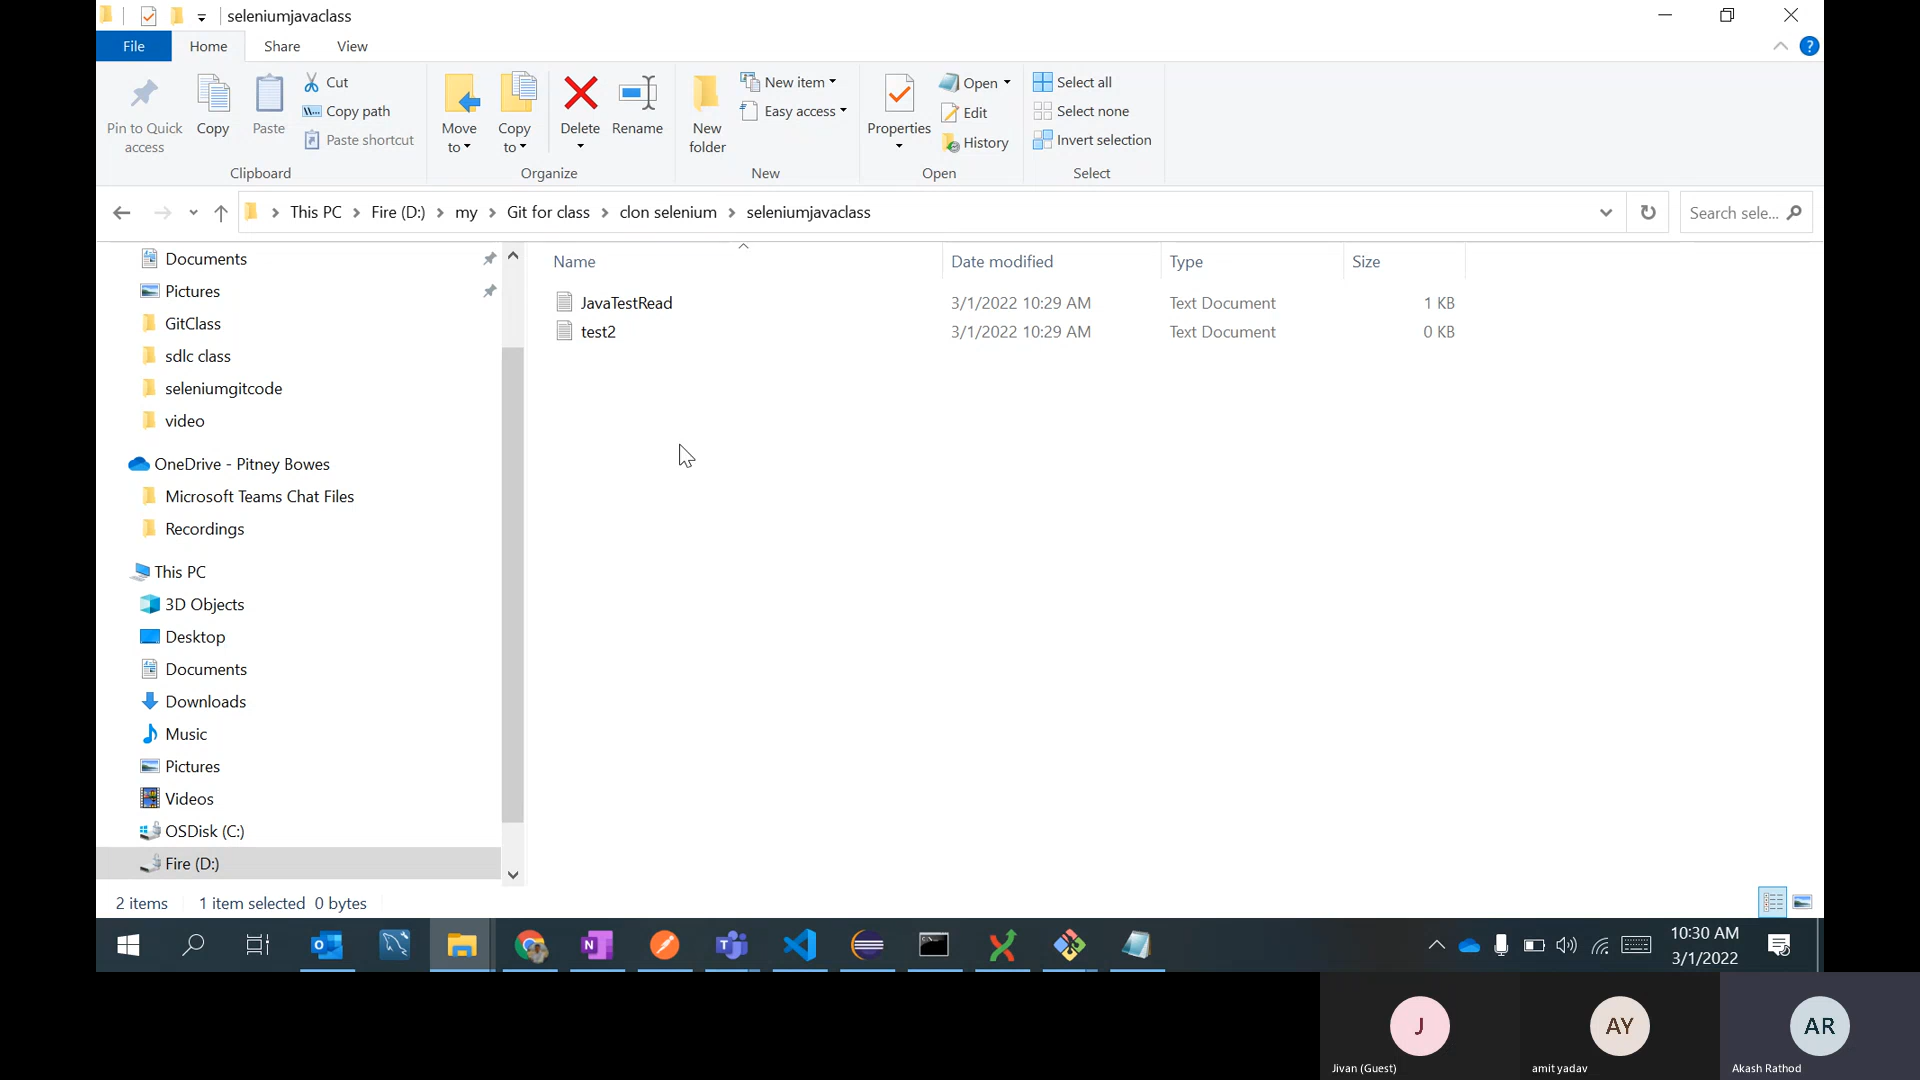 seleniumjavaclass
File Home Share View
Pin to Quick access
Copy
Paste
Cut
Copy path
Paste shortcut
Clipboard
Move to
Copy to
Delete
Rename
Organize
New folder
New item
Easy access
New
Properties
Open
Edit
History
Open
Select all
Select none
Invert selection
Select
This PC > Fire (D:) > my > Git for class > clon selenium > seleniumjavaclass
Search sele...
Documents
Pictures
GitClass
sdlc class
seleniumgitcode
video
OneDrive - Pitney Bowes
Microsoft Teams Chat Files
Recordings
This PC
3D Objects
Desktop
Documents
Downloads
Music
Pictures
Videos
OSDisk (C:)
Fire (D:)
Name Date modified Type Size
JavaTestRead 3/1/2022 10:29 AM Text Document 1 KB
test2 3/1/2022 10:29 AM Text Document 0 KB
2 items 1 item selected 0 bytes
10:30 AM
3/1/2022
J
AY
AR
Jivan (Guest)
amit yadav
Akash Rathod